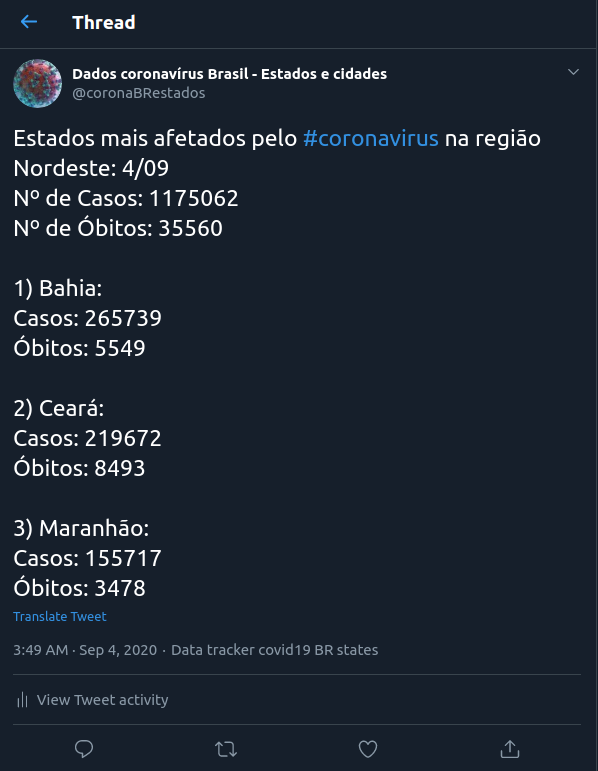 Thread
Dados coronavírus Brasil - Estados e cidades
@coronaBRestados
Estados mais afetados pelo #coronavirus na região
Nordeste: 4/09
Nº de Casos: 1175062
Nº de Óbitos: 35560
1) Bahia:
Casos: 265739
Óbitos: 5549
2) Ceará:
Casos: 219672
Óbitos: 8493
3) Maranhão:
Casos: 155717
Óbitos: 3478
Translate Tweet
3:49 AM · Sep 4, 2020 · Data tracker covid19 BR states
View Tweet activity